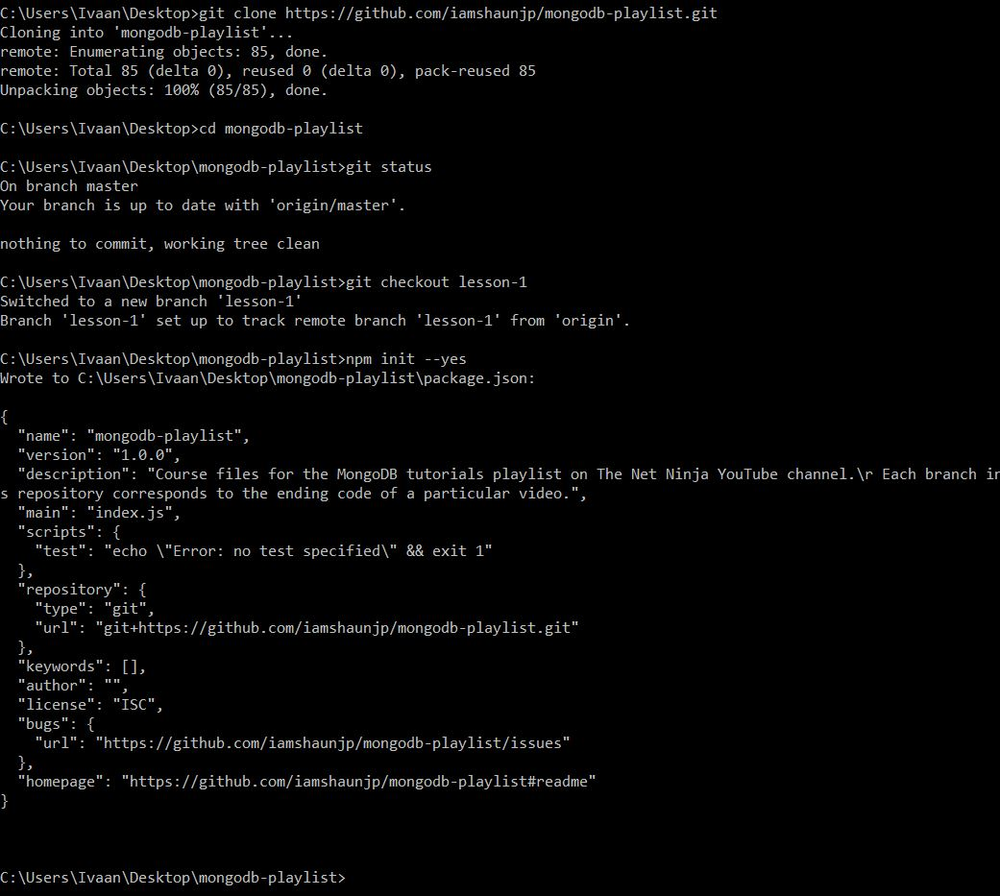 C:\Users\Ivaan\Desktop>git clone https://github.com/iamshaunjp/mongodb-playlist.git
Cloning into 'mongodb-playlist'...
remote: Enumerating objects: 85, done.
remote: Total 85 (delta 0), reused 0 (delta 0), pack-reused 85
Unpacking objects: 100% (85/85), done.

C:\Users\Ivaan\Desktop>cd mongodb-playlist

C:\Users\Ivaan\Desktop\mongodb-playlist>git status
On branch master
Your branch is up to date with 'origin/master'.

nothing to commit, working tree clean

C:\Users\Ivaan\Desktop\mongodb-playlist>git checkout lesson-1
Switched to a new branch 'lesson-1'
Branch 'lesson-1' set up to track remote branch 'lesson-1' from 'origin'.

C:\Users\Ivaan\Desktop\mongodb-playlist>npm init --yes
Wrote to C:\Users\Ivaan\Desktop\mongodb-playlist\package.json:

{
  "name": "mongodb-playlist",
  "version": "1.0.0",
  "description": "Course files for the MongoDB tutorials playlist on The Net Ninja YouTube channel.\r Each branch in
s repository corresponds to the ending code of a particular video.",
  "main": "index.js",
  "scripts": {
    "test": "echo \"Error: no test specified\" && exit 1"
  },
  "repository": {
    "type": "git",
    "url": "git+https://github.com/iamshaunjp/mongodb-playlist.git"
  },
  "keywords": [],
  "author": "",
  "license": "ISC",
  "bugs": {
    "url": "https://github.com/iamshaunjp/mongodb-playlist/issues"
  },
  "homepage": "https://github.com/iamshaunjp/mongodb-playlist#readme"
}

C:\Users\Ivaan\Desktop\mongodb-playlist>